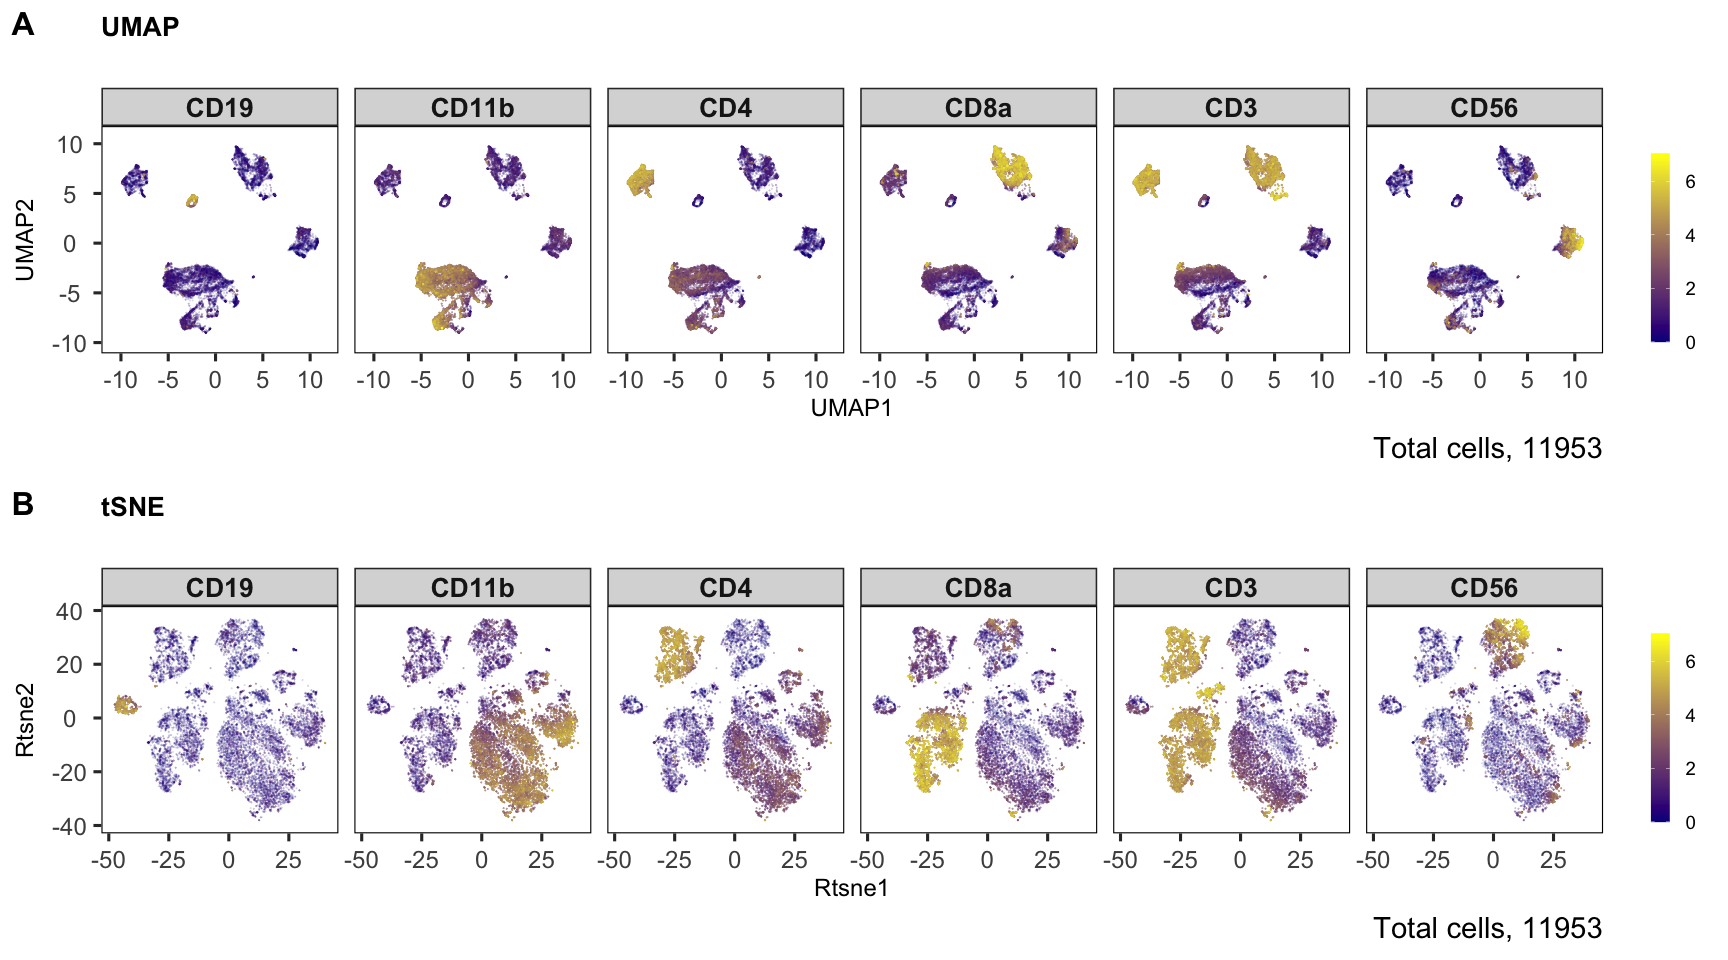 A UMAP
CD19 CD11b CD4 CD8a CD3 CD56
UMAP2
10
5
0
-5
-10
-10 -5 0 5 10 -10 -5 0 5 10 -10 -5 0 5 10 -10 -5 0 5 10 -10 -5 0 5 10 -10 -5 0 5 10
UMAP1
6
4
2
0
Total cells, 11953
B tSNE
CD19 CD11b CD4 CD8a CD3 CD56
Rtsne2
40
20
0
-20
-40
-50 -25 0 25 -50 -25 0 25 -50 -25 0 25 -50 -25 0 25 -50 -25 0 25 -50 -25 0 25
Rtsne1
6
4
2
0
Total cells, 11953